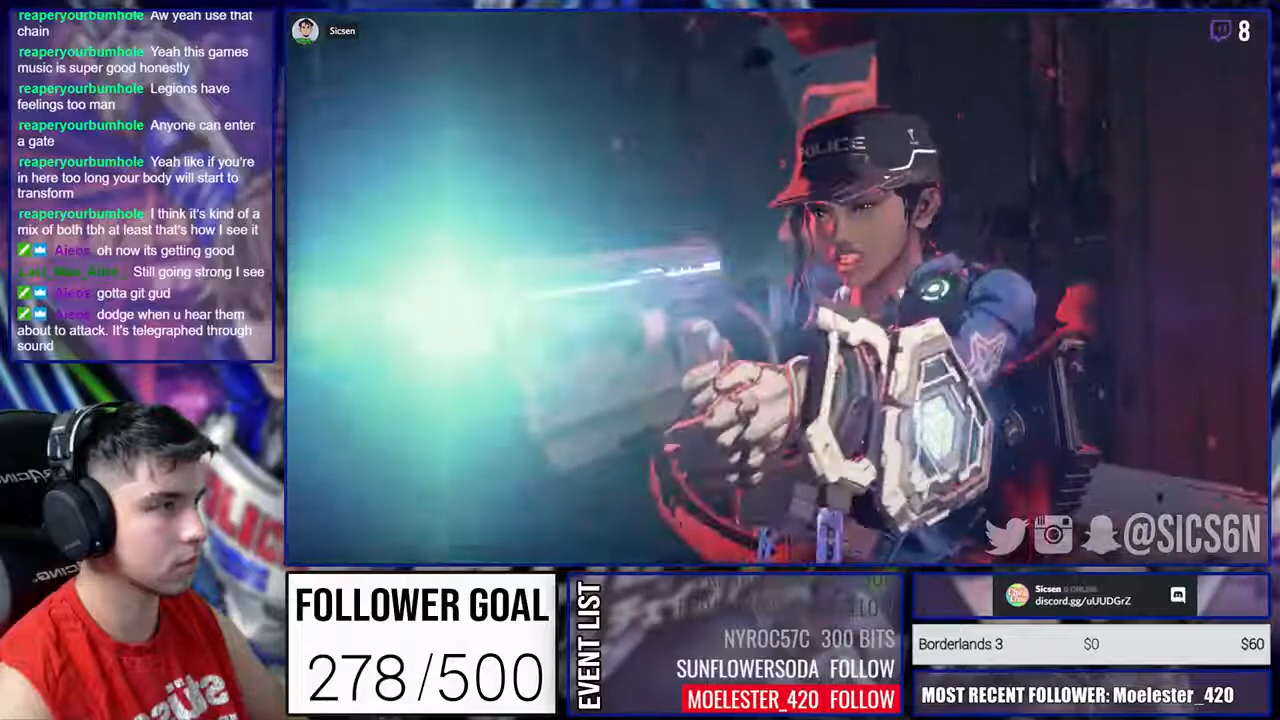 reaperyourbumhole Aw yeah use that
chain
reaperyourbumhole Yeah this games
music is super good honestly
reaperyourbumhole Legions have
feelings too man
reaperyourbumhole Anyone can enter
a gate
reaperyourbumhole Yeah like if you're
in here too long your body will start to
transform
reaperyourbumhole I think it's kind of a
mix of both tbh at least that's how I see it
Aieos oh now its getting good
Still going strong I see
Aieos gotta git gud
Aieos dodge when u hear them
about to attack. It's telegraphed through
sound
Sicsen
8
POLICE
@SICS6N
FOLLOWER GOAL
278/500
EVENT LIST
NYROC57C 300 BITS
SUNFLOWERSODA FOLLOW
MOELESTER_420 FOLLOW
Sicsen
discord.gg/uUUDGrZ
Borderlands 3 $0 $60
MOST RECENT FOLLOWER: Moelester_420